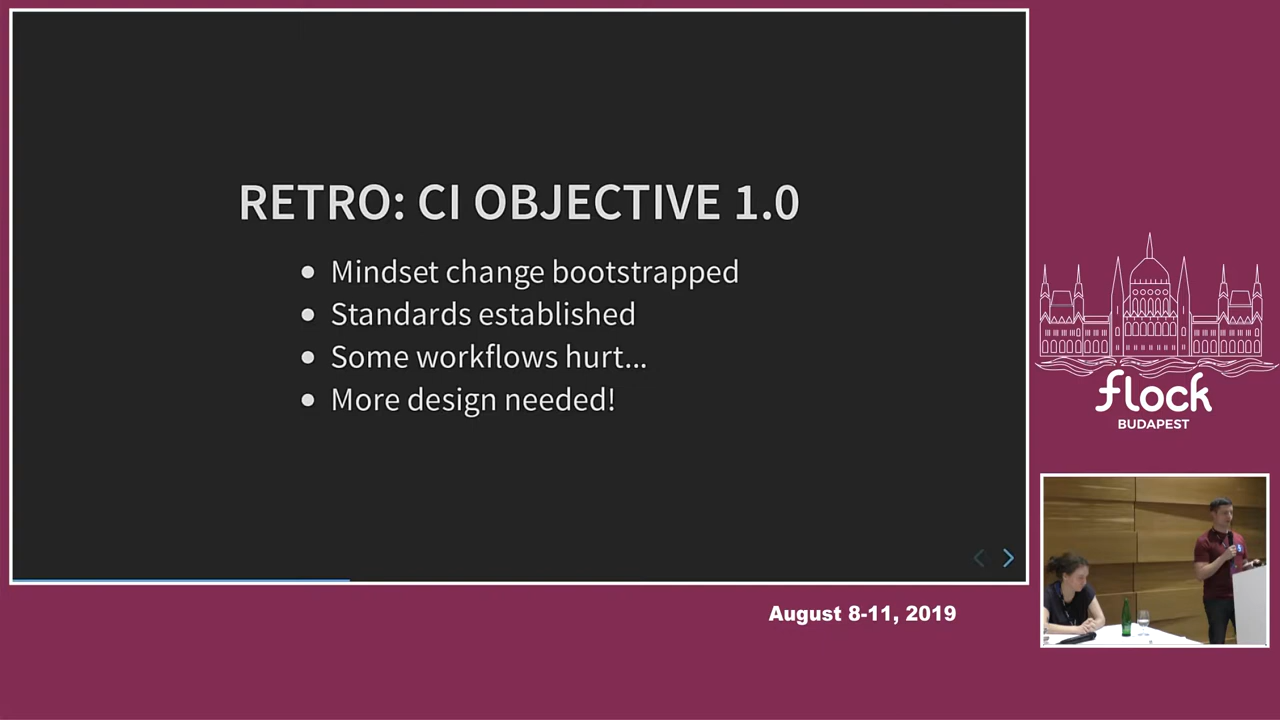 RETRO: CI OBJECTIVE 1.0
Mindset change bootstrapped
Standards established
Some workflows hurt...
More design needed!
flock
BUDAPEST
August 8-11, 2019